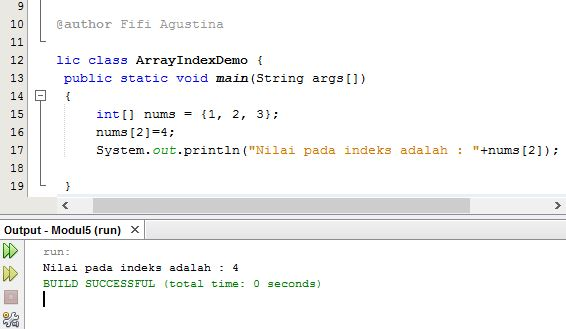 9
10 @author Fifi Agustina
11
12 lic class ArrayIndexDemo {
13 public static void main(String args[])
14 {
15 int[] nums = {1, 2, 3};
16 nums[2]=4;
17 System.out.println("Nilai pada indeks adalah : "+nums[2]);
18
19 }
Output - Modul5 (run) ×
run:
Nilai pada indeks adalah : 4
BUILD SUCCESSFUL (total time: 0 seconds)